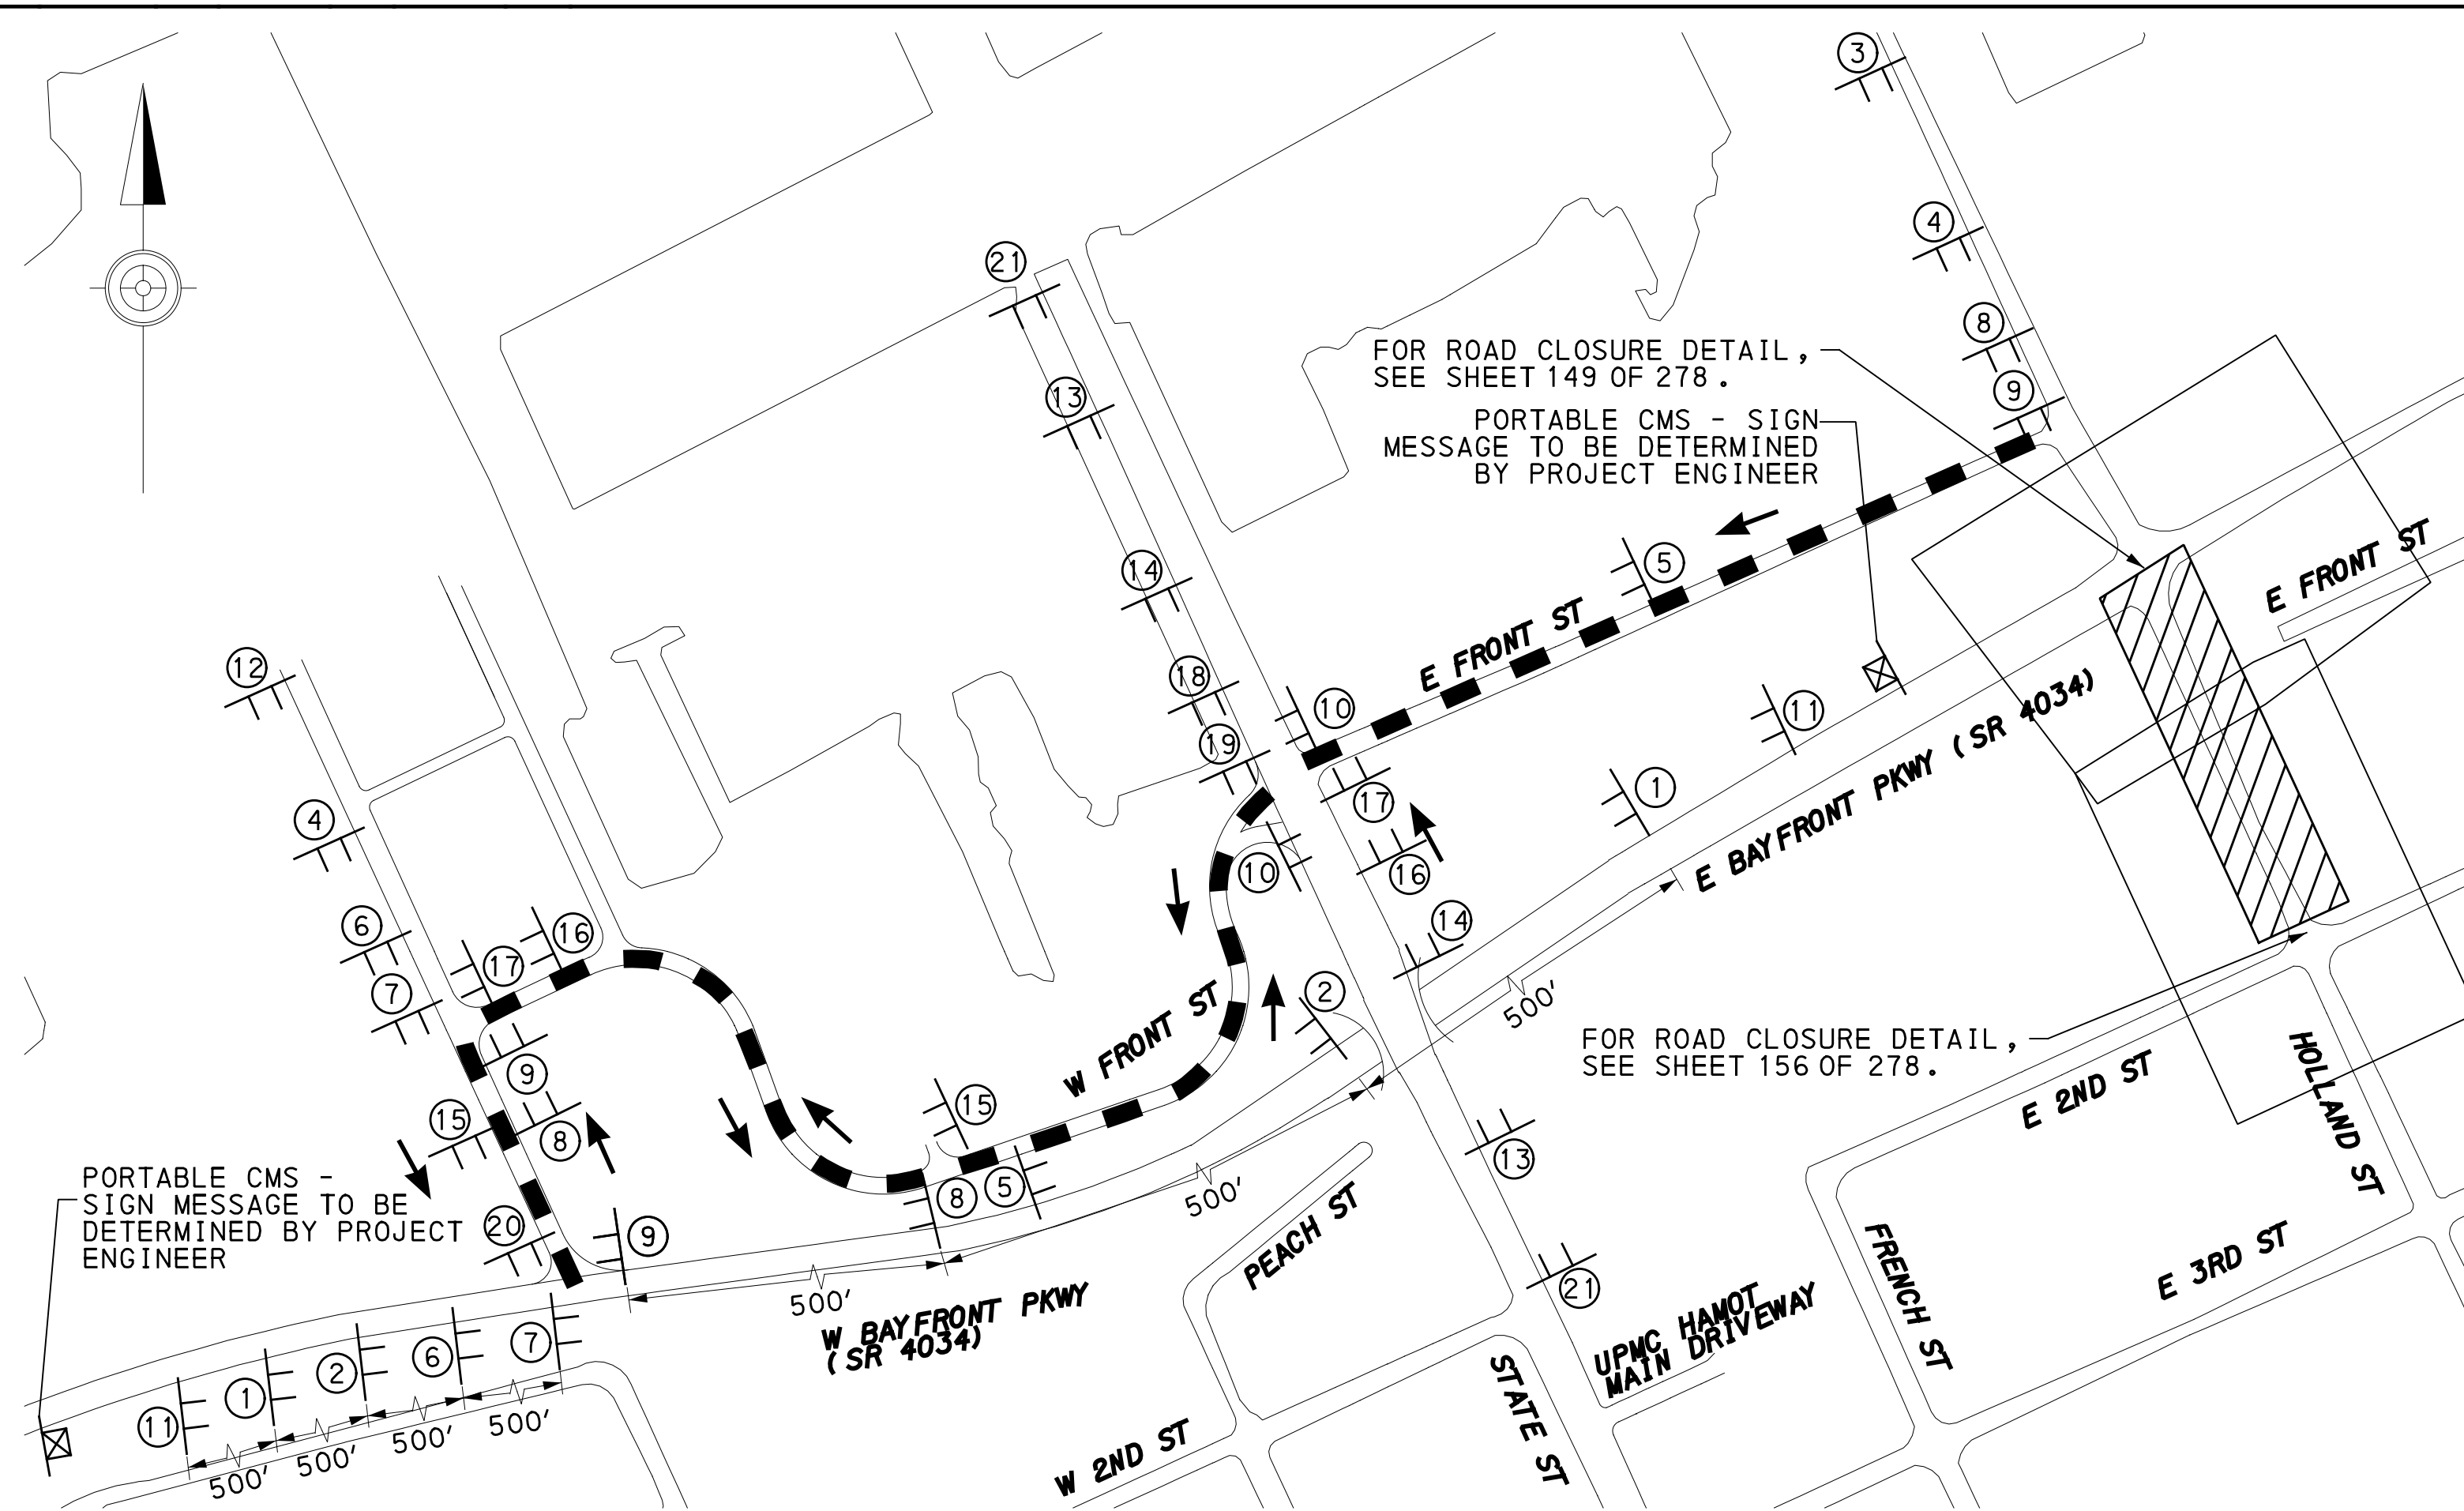 3
4
21
8
FOR ROAD CLOSURE DETAIL,
SEE SHEET 149 OF 278.
9
13
PORTABLE CMS - SIGN
MESSAGE TO BE DETERMINED
BY PROJECT ENGINEER
E FRONT ST
14
5
E FRONT ST
12
18
10
11
19
E BAYFRONT PKWY (SR 4034)
1
17
4
10
16
6
16
14
17
7
2
500'
W FRONT ST
FOR ROAD CLOSURE DETAIL,
SEE SHEET 156 OF 278.
9
15
E 2ND ST
HOLLAND ST
15
8
13
PORTABLE CMS -
SIGN MESSAGE TO BE
DETERMINED BY PROJECT
ENGINEER
8
5
500'
20
9
PEACH ST
FRENCH ST
E 3RD ST
21
500'
W BAYFRONT PKWY
(SR 4034)
UPMC HAMOT
MAIN DRIVEWAY
7
6
2
1
11
STATE ST
500'
500'
500'
500'
W 2ND ST